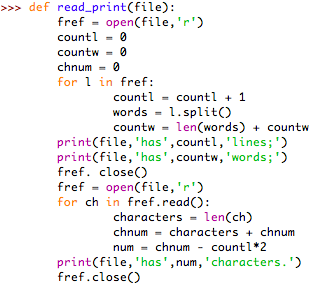 >>> def read_print(file):
        fref = open(file,'r')
        countl = 0
        countw = 0
        chnum = 0
        for l in fref:
                countl = countl + 1
                words = l.split()
                countw = len(words) + countw
        print(file,'has',countl,'lines;')
        print(file,'has',countw,'words;')
        fref. close()
        fref = open(file,'r')
        for ch in fref.read():
                characters = len(ch)
                chnum = characters + chnum
                num = chnum - countl*2
        print(file,'has',num,'characters.')
        fref.close()